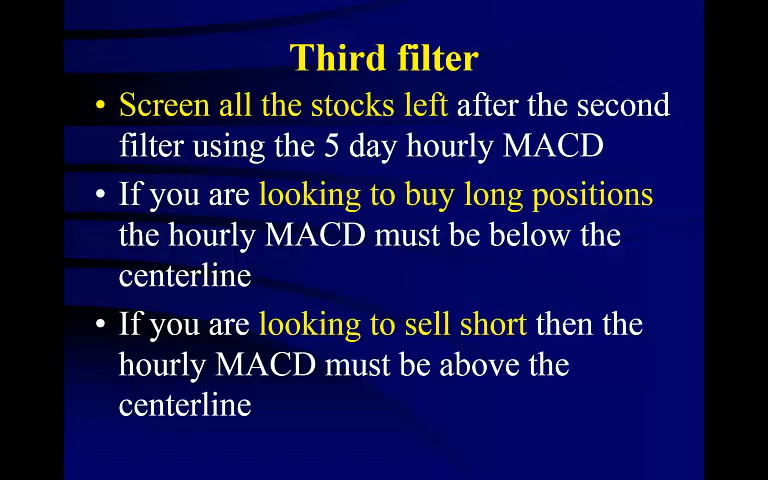 Third filter
• Screen all the stocks left after the second
filter using the 5 day hourly MACD
• If you are looking to buy long positions
the hourly MACD must be below the
centerline
• If you are looking to sell short then the
hourly MACD must be above the
centerline